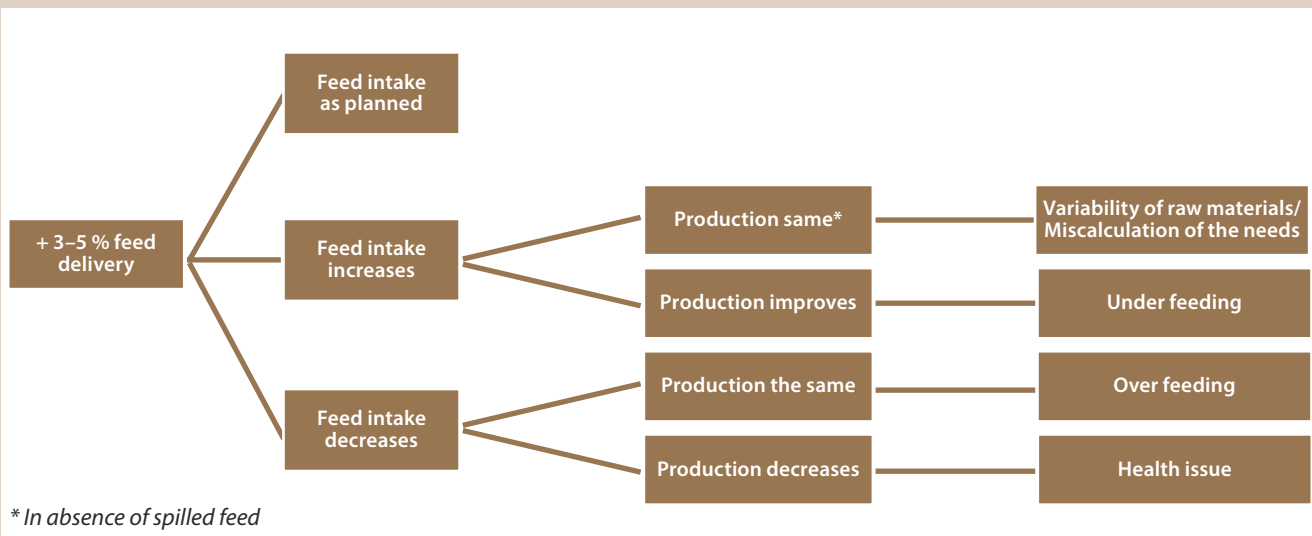 + 3–5 % feed
delivery
Feed intake
as planned
Feed intake
increases
Feed intake
decreases
Production same*
Production improves
Production the same
Production decreases
Variability of raw materials/
Miscalculation of the needs
Under feeding
Over feeding
Health issue
* In absence of spilled feed